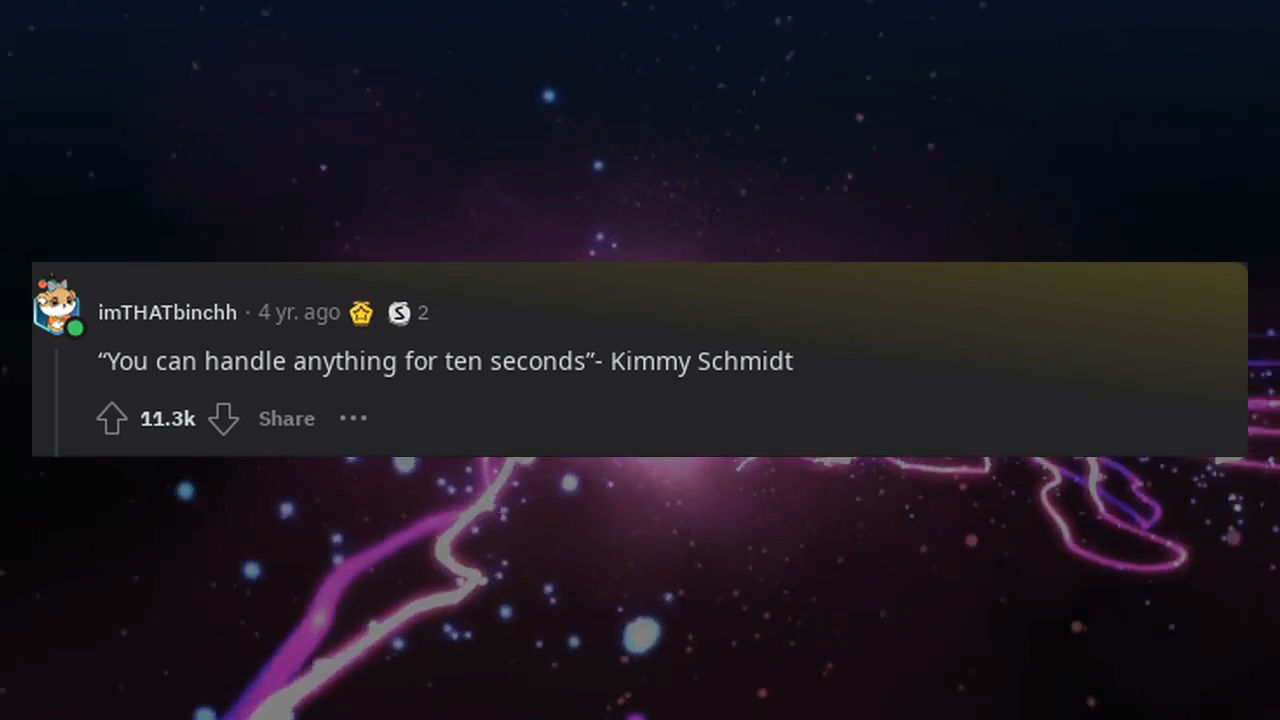 imTHATbinchh · 4 yr. ago 2
“You can handle anything for ten seconds”- Kimmy Schmidt
11.3k Share ···